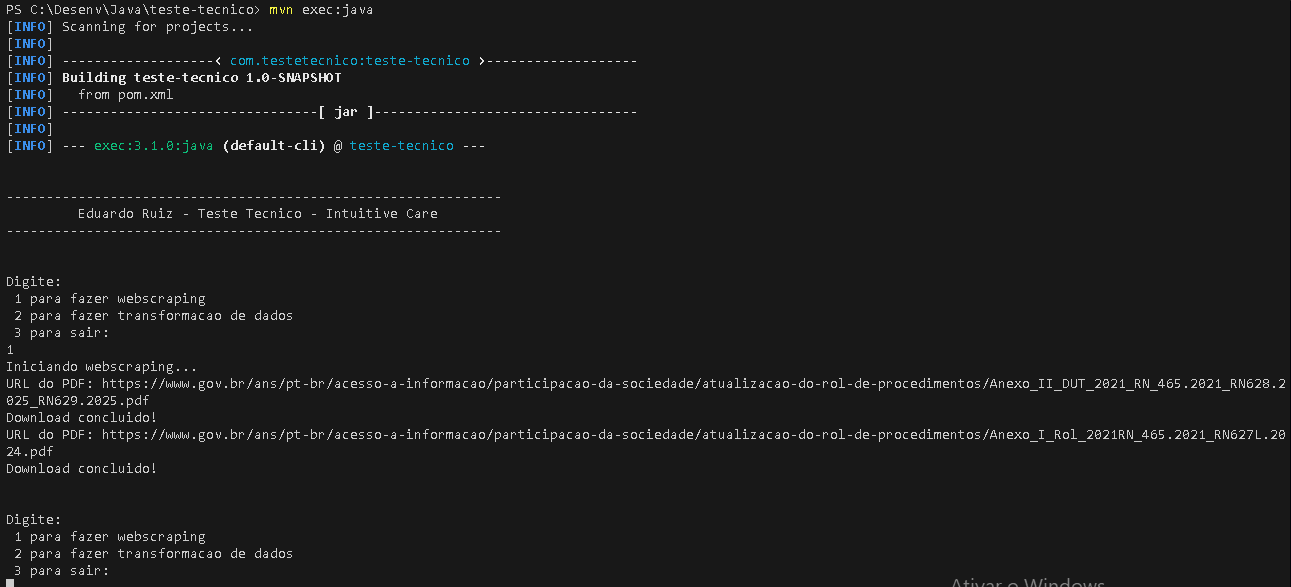 PS C:\Desenv\Java\teste-tecnico> mvn exec:java
[INFO] Scanning for projects...
[INFO]
[INFO] -------------------< com.testetecnico:teste-tecnico >-------------------
[INFO] Building teste-tecnico 1.0-SNAPSHOT
[INFO]   from pom.xml
[INFO] --------------------------------[ jar ]---------------------------------
[INFO]
[INFO] --- exec:3.1.0:java (default-cli) @ teste-tecnico ---
--------------------------------------------------------------
         Eduardo Ruiz - Teste Tecnico - Intuitive Care
--------------------------------------------------------------
Digite:
 1 para fazer webscraping
 2 para fazer transformacao de dados
 3 para sair:
1
Iniciando webscraping...
URL do PDF: https://www.gov.br/ans/pt-br/acesso-a-informacao/participacao-da-sociedade/atualizacao-do-rol-de-procedimentos/Anexo_II_DUT_2021_RN_465.2021_RN628.2
025_RN629.2025.pdf
Download concluido!
URL do PDF: https://www.gov.br/ans/pt-br/acesso-a-informacao/participacao-da-sociedade/atualizacao-do-rol-de-procedimentos/Anexo_I_Rol_2021RN_465.2021_RN627L.20
24.pdf
Download concluido!
Digite:
 1 para fazer webscraping
 2 para fazer transformacao de dados
 3 para sair:
Ativar o Windows